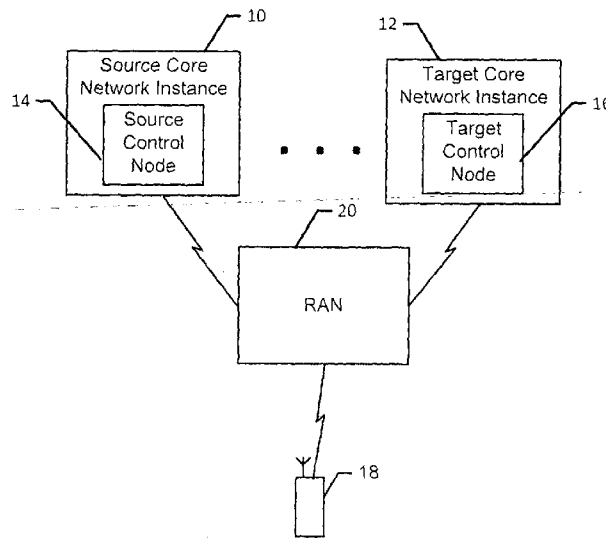 10
12
Source Core
Network Instance
Target Core
Network Instance
14
Source
Control
Node
Target
Control
Node
16
20
RAN
18